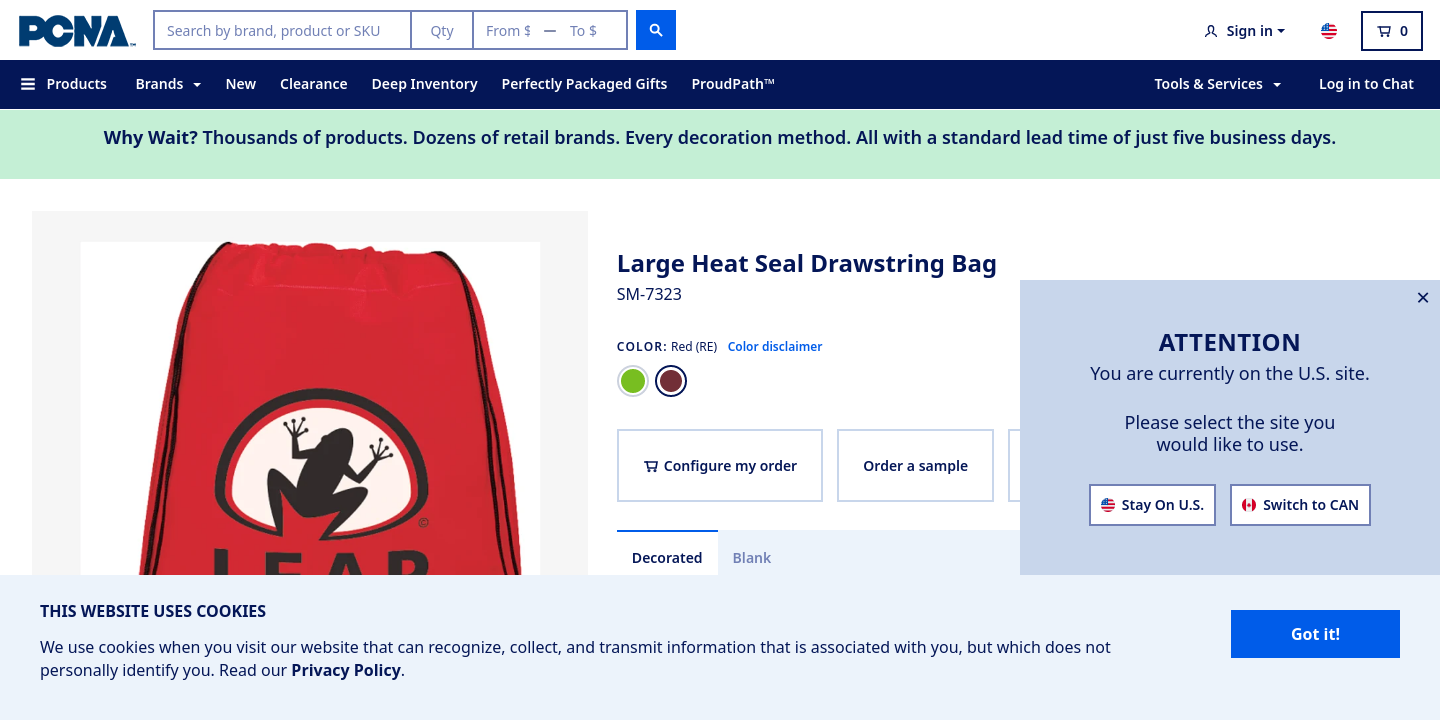 PCNA™
Search by brand, product or SKU
Qty
From $
—
To $
Sign in
0
Products
Brands
New
Clearance
Deep Inventory
Perfectly Packaged Gifts
ProudPath™
Tools & Services
Log in to Chat
Why Wait? Thousands of products. Dozens of retail brands. Every decoration method. All with a standard lead time of just five business days.
©
LEAP
Large Heat Seal Drawstring Bag
SM-7323
COLOR: Red (RE) Color disclaimer
Configure my order
Order a sample
Decorated
Blank
×
ATTENTION
You are currently on the U.S. site.
Please select the site you
would like to use.
Stay On U.S.
Switch to CAN
THIS WEBSITE USES COOKIES
We use cookies when you visit our website that can recognize, collect, and transmit information that is associated with you, but which does not
personally identify you. Read our Privacy Policy.
Got it!